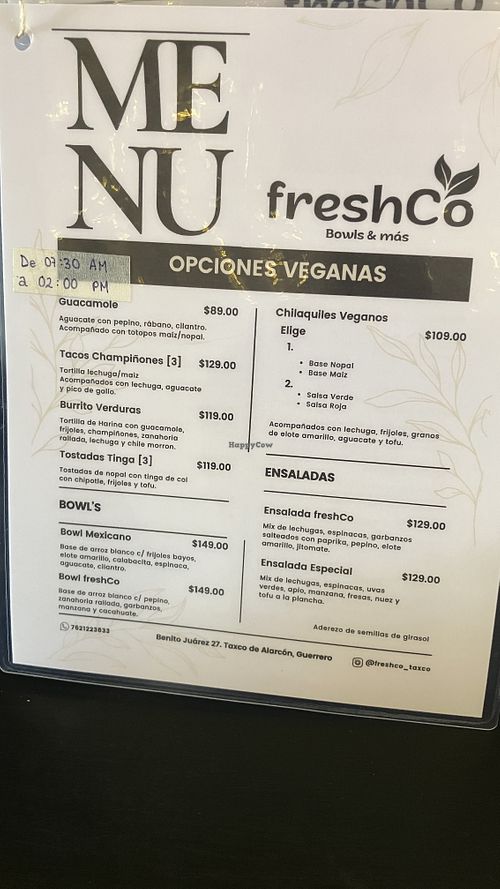 freshCo
ME
NU
freshCo
Bowls & más
De 07:30 AM
a 02:00 PM
OPCIONES VEGANAS
Guacamole $89.00
Aguacate con pepino, rábano, cilantro.
Acompañado con totopos maiz/nopal.
Tacos Champiñones [3] $129.00
Tortilla lechuga/maiz
Acompañados con lechuga, aguacate
y pico de gallo.
Burrito Verduras $119.00
Tortilla de Harina con guacamole,
frijoles, champiñones, zanahoria
rallada, lechuga y chile morron.
Tostadas Tinga [3] $119.00
Tostadas de nopal con tinga de col
con chipotle, frijoles y tofu.
BOWL'S
Bowl Mexicano $149.00
Base de arroz blanco c/ frijoles bayos,
elote amarillo, calabacita, espinaca,
aguacate, cilantro.
Bowl freshCo $149.00
Base de arroz blanco c/ pepino,
zanahoria rallada, garbanzos,
manzana y cacahuate.
Chilaquiles Veganos $109.00
Elige
1.
• Base Nopal
• Base Maiz
2.
• Salsa Verde
• Salsa Roja
Acompañados con lechuga, frijoles, granos
de elote amarillo, aguacate y tofu.
ENSALADAS
Ensalada freshCo $129.00
Mix de lechugas, espinacas, garbanzos
salteados con paprika, pepino, elote
amarillo, jitomate.
Ensalada Especial $129.00
Mix de lechugas, espinacas, uvas
verdes, apio, manzana, fresas, nuez y
tofu a la plancha.
Aderezo de semillas de girasol
7621223833
Benito Juárez 27. Taxco de Alarcón, Guerrero
@freshco_taxco
HappyCow